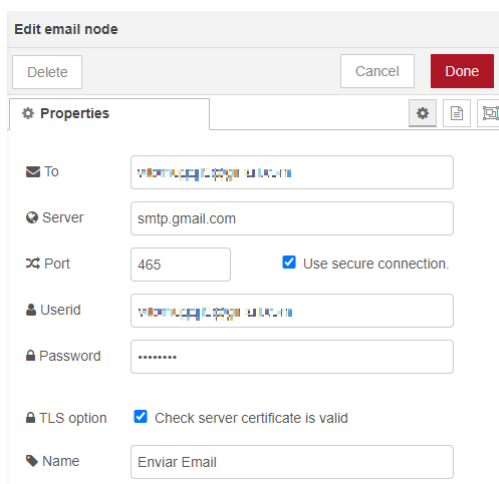 Edit email node
Delete Cancel Done
Properties
To
Server smtp.gmail.com
Port 465 Use secure connection.
Userid
Password ••••••••
TLS option Check server certificate is valid
Name Enviar Email